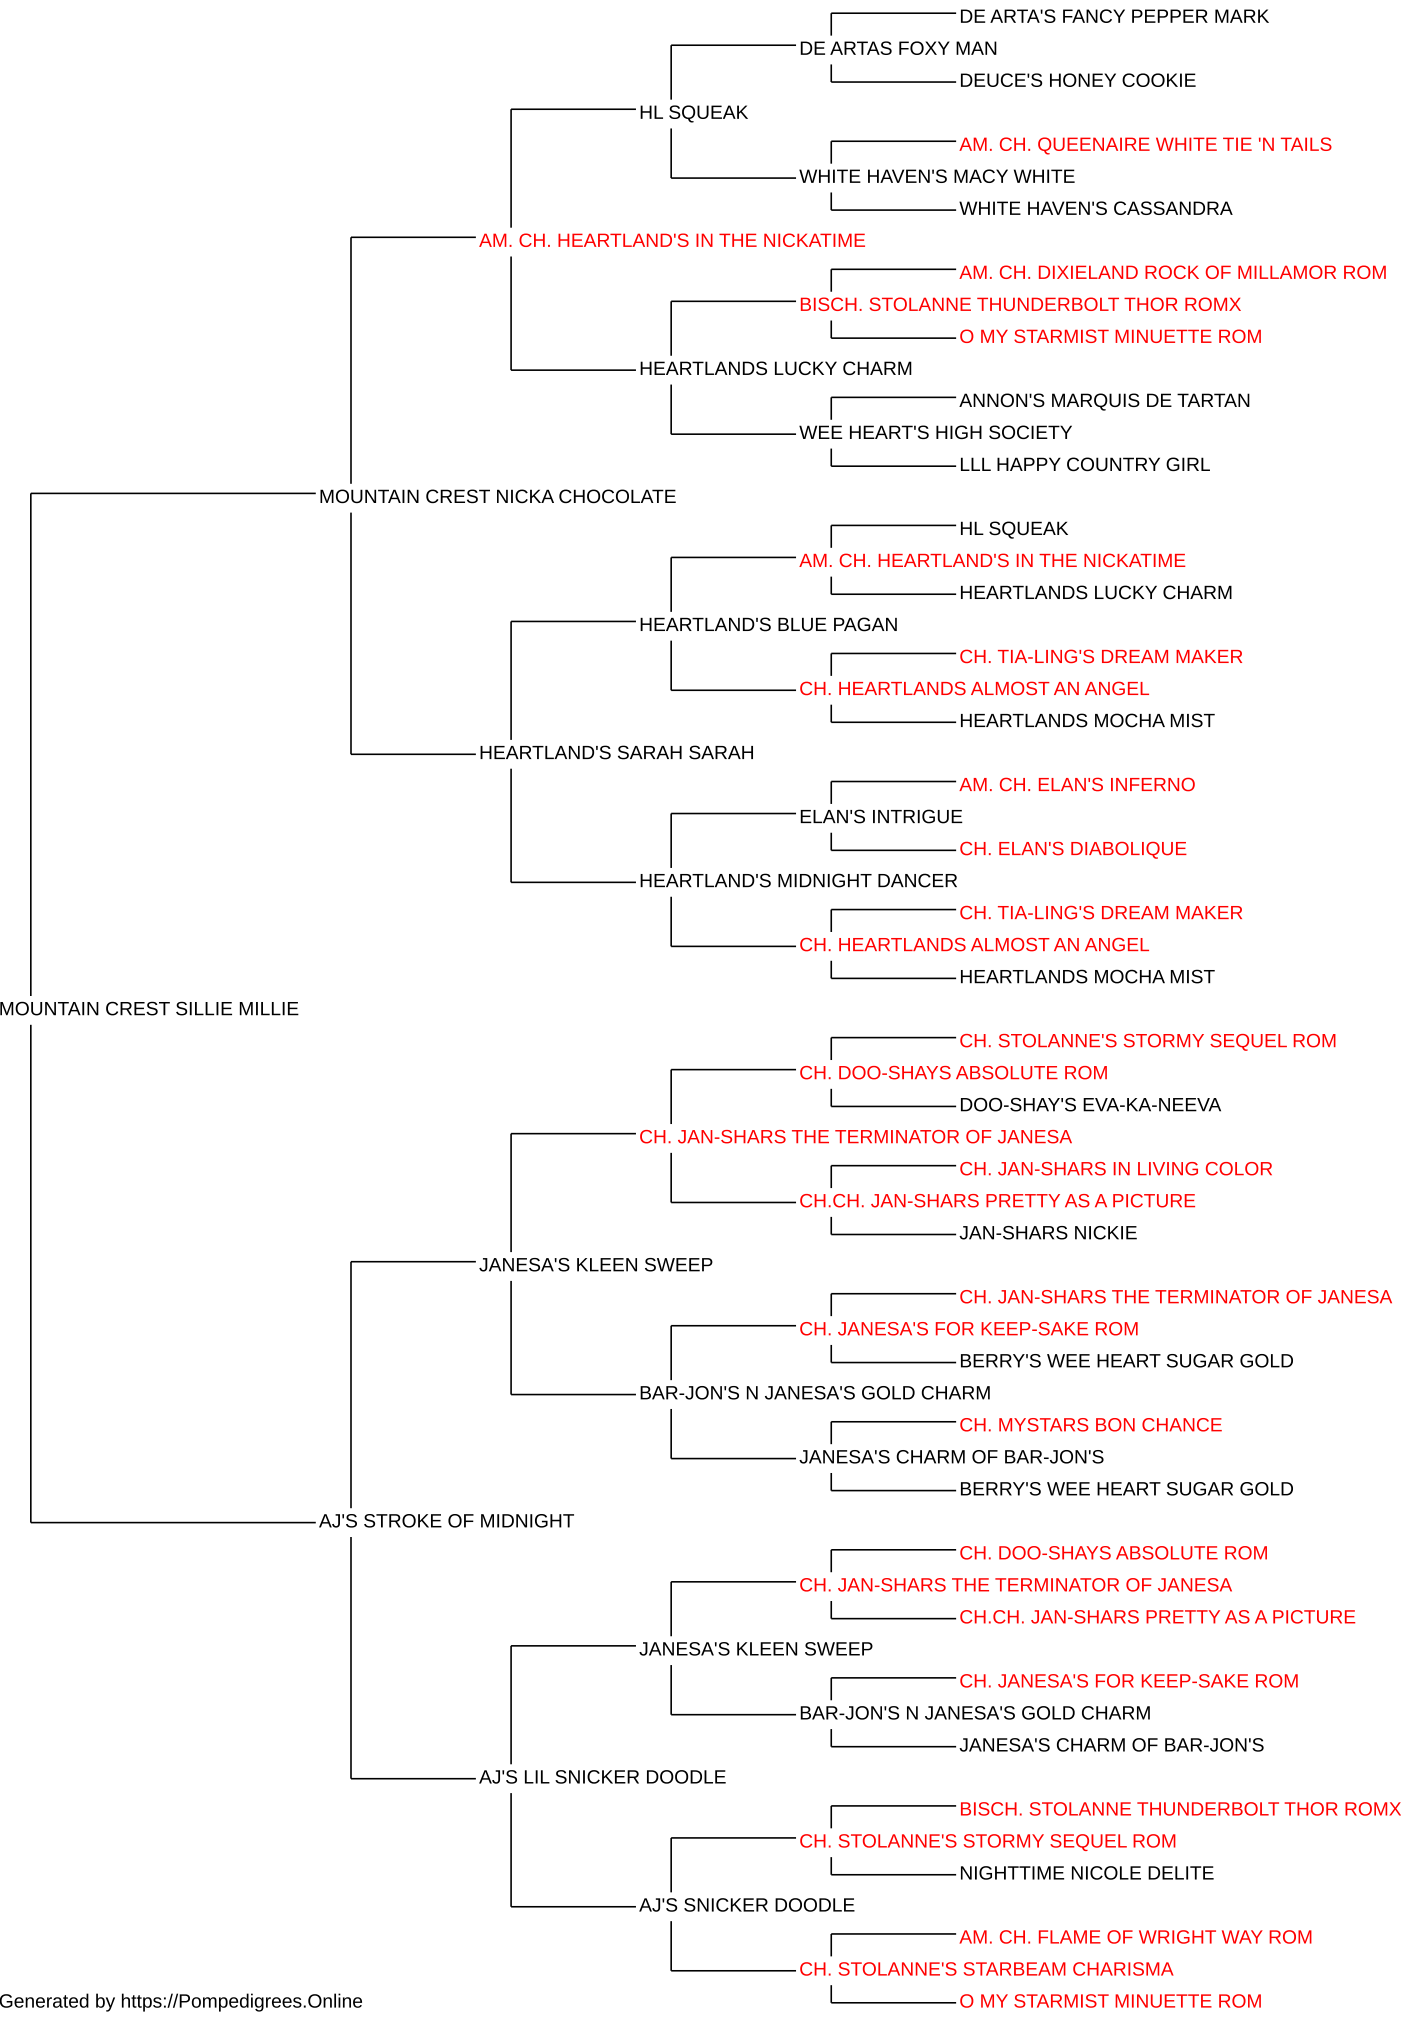 DE ARTA'S FANCY PEPPER MARK
DE ARTAS FOXY MAN
DEUCE'S HONEY COOKIE
HL SQUEAK
AM. CH. QUEENAIRE WHITE TIE 'N TAILS
WHITE HAVEN'S MACY WHITE
WHITE HAVEN'S CASSANDRA
AM. CH. HEARTLAND'S IN THE NICKATIME
AM. CH. DIXIELAND ROCK OF MILLAMOR ROM
BISCH. STOLANNE THUNDERBOLT THOR ROMX
O MY STARMIST MINUETTE ROM
HEARTLANDS LUCKY CHARM
ANNON'S MARQUIS DE TARTAN
WEE HEART'S HIGH SOCIETY
LLL HAPPY COUNTRY GIRL
MOUNTAIN CREST NICKA CHOCOLATE
HL SQUEAK
AM. CH. HEARTLAND'S IN THE NICKATIME
HEARTLANDS LUCKY CHARM
HEARTLAND'S BLUE PAGAN
CH. TIA-LING'S DREAM MAKER
CH. HEARTLANDS ALMOST AN ANGEL
HEARTLANDS MOCHA MIST
HEARTLAND'S SARAH SARAH
AM. CH. ELAN'S INFERNO
ELAN'S INTRIGUE
CH. ELAN'S DIABOLIQUE
HEARTLAND'S MIDNIGHT DANCER
CH. TIA-LING'S DREAM MAKER
CH. HEARTLANDS ALMOST AN ANGEL
HEARTLANDS MOCHA MIST
MOUNTAIN CREST SILLIE MILLIE
CH. STOLANNE'S STORMY SEQUEL ROM
CH. DOO-SHAYS ABSOLUTE ROM
DOO-SHAY'S EVA-KA-NEEVA
CH. JAN-SHARS THE TERMINATOR OF JANESA
CH. JAN-SHARS IN LIVING COLOR
CH.CH. JAN-SHARS PRETTY AS A PICTURE
JAN-SHARS NICKIE
JANESA'S KLEEN SWEEP
CH. JAN-SHARS THE TERMINATOR OF JANESA
CH. JANESA'S FOR KEEP-SAKE ROM
BERRY'S WEE HEART SUGAR GOLD
BAR-JON'S N JANESA'S GOLD CHARM
CH. MYSTARS BON CHANCE
JANESA'S CHARM OF BAR-JON'S
BERRY'S WEE HEART SUGAR GOLD
AJ'S STROKE OF MIDNIGHT
CH. DOO-SHAYS ABSOLUTE ROM
CH. JAN-SHARS THE TERMINATOR OF JANESA
CH.CH. JAN-SHARS PRETTY AS A PICTURE
JANESA'S KLEEN SWEEP
CH. JANESA'S FOR KEEP-SAKE ROM
BAR-JON'S N JANESA'S GOLD CHARM
JANESA'S CHARM OF BAR-JON'S
AJ'S LIL SNICKER DOODLE
BISCH. STOLANNE THUNDERBOLT THOR ROMX
CH. STOLANNE'S STORMY SEQUEL ROM
NIGHTTIME NICOLE DELITE
AJ'S SNICKER DOODLE
AM. CH. FLAME OF WRIGHT WAY ROM
CH. STOLANNE'S STARBEAM CHARISMA
O MY STARMIST MINUETTE ROM
Generated by https://Pompedigrees.Online